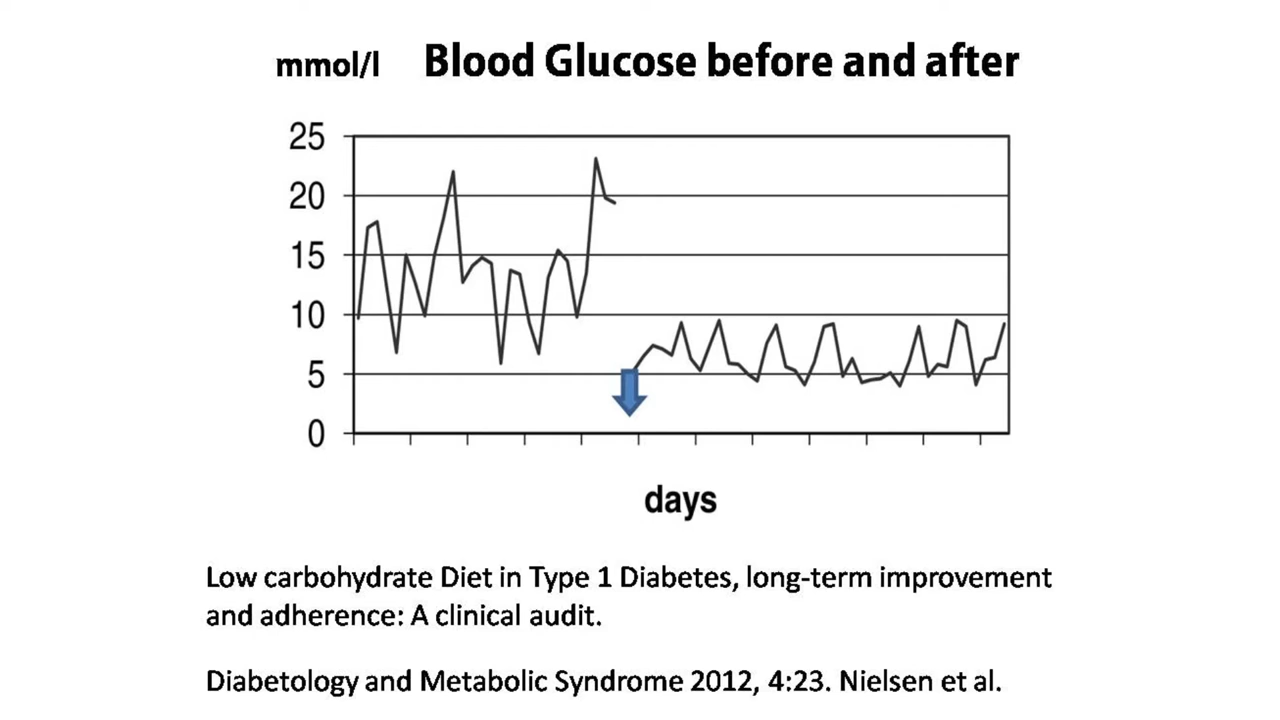 mmol/l Blood Glucose before and after
25
20
15
10
5
0
days
Low carbohydrate Diet in Type 1 Diabetes, long-term improvement
and adherence: A clinical audit.
Diabetology and Metabolic Syndrome 2012, 4:23. Nielsen et al.